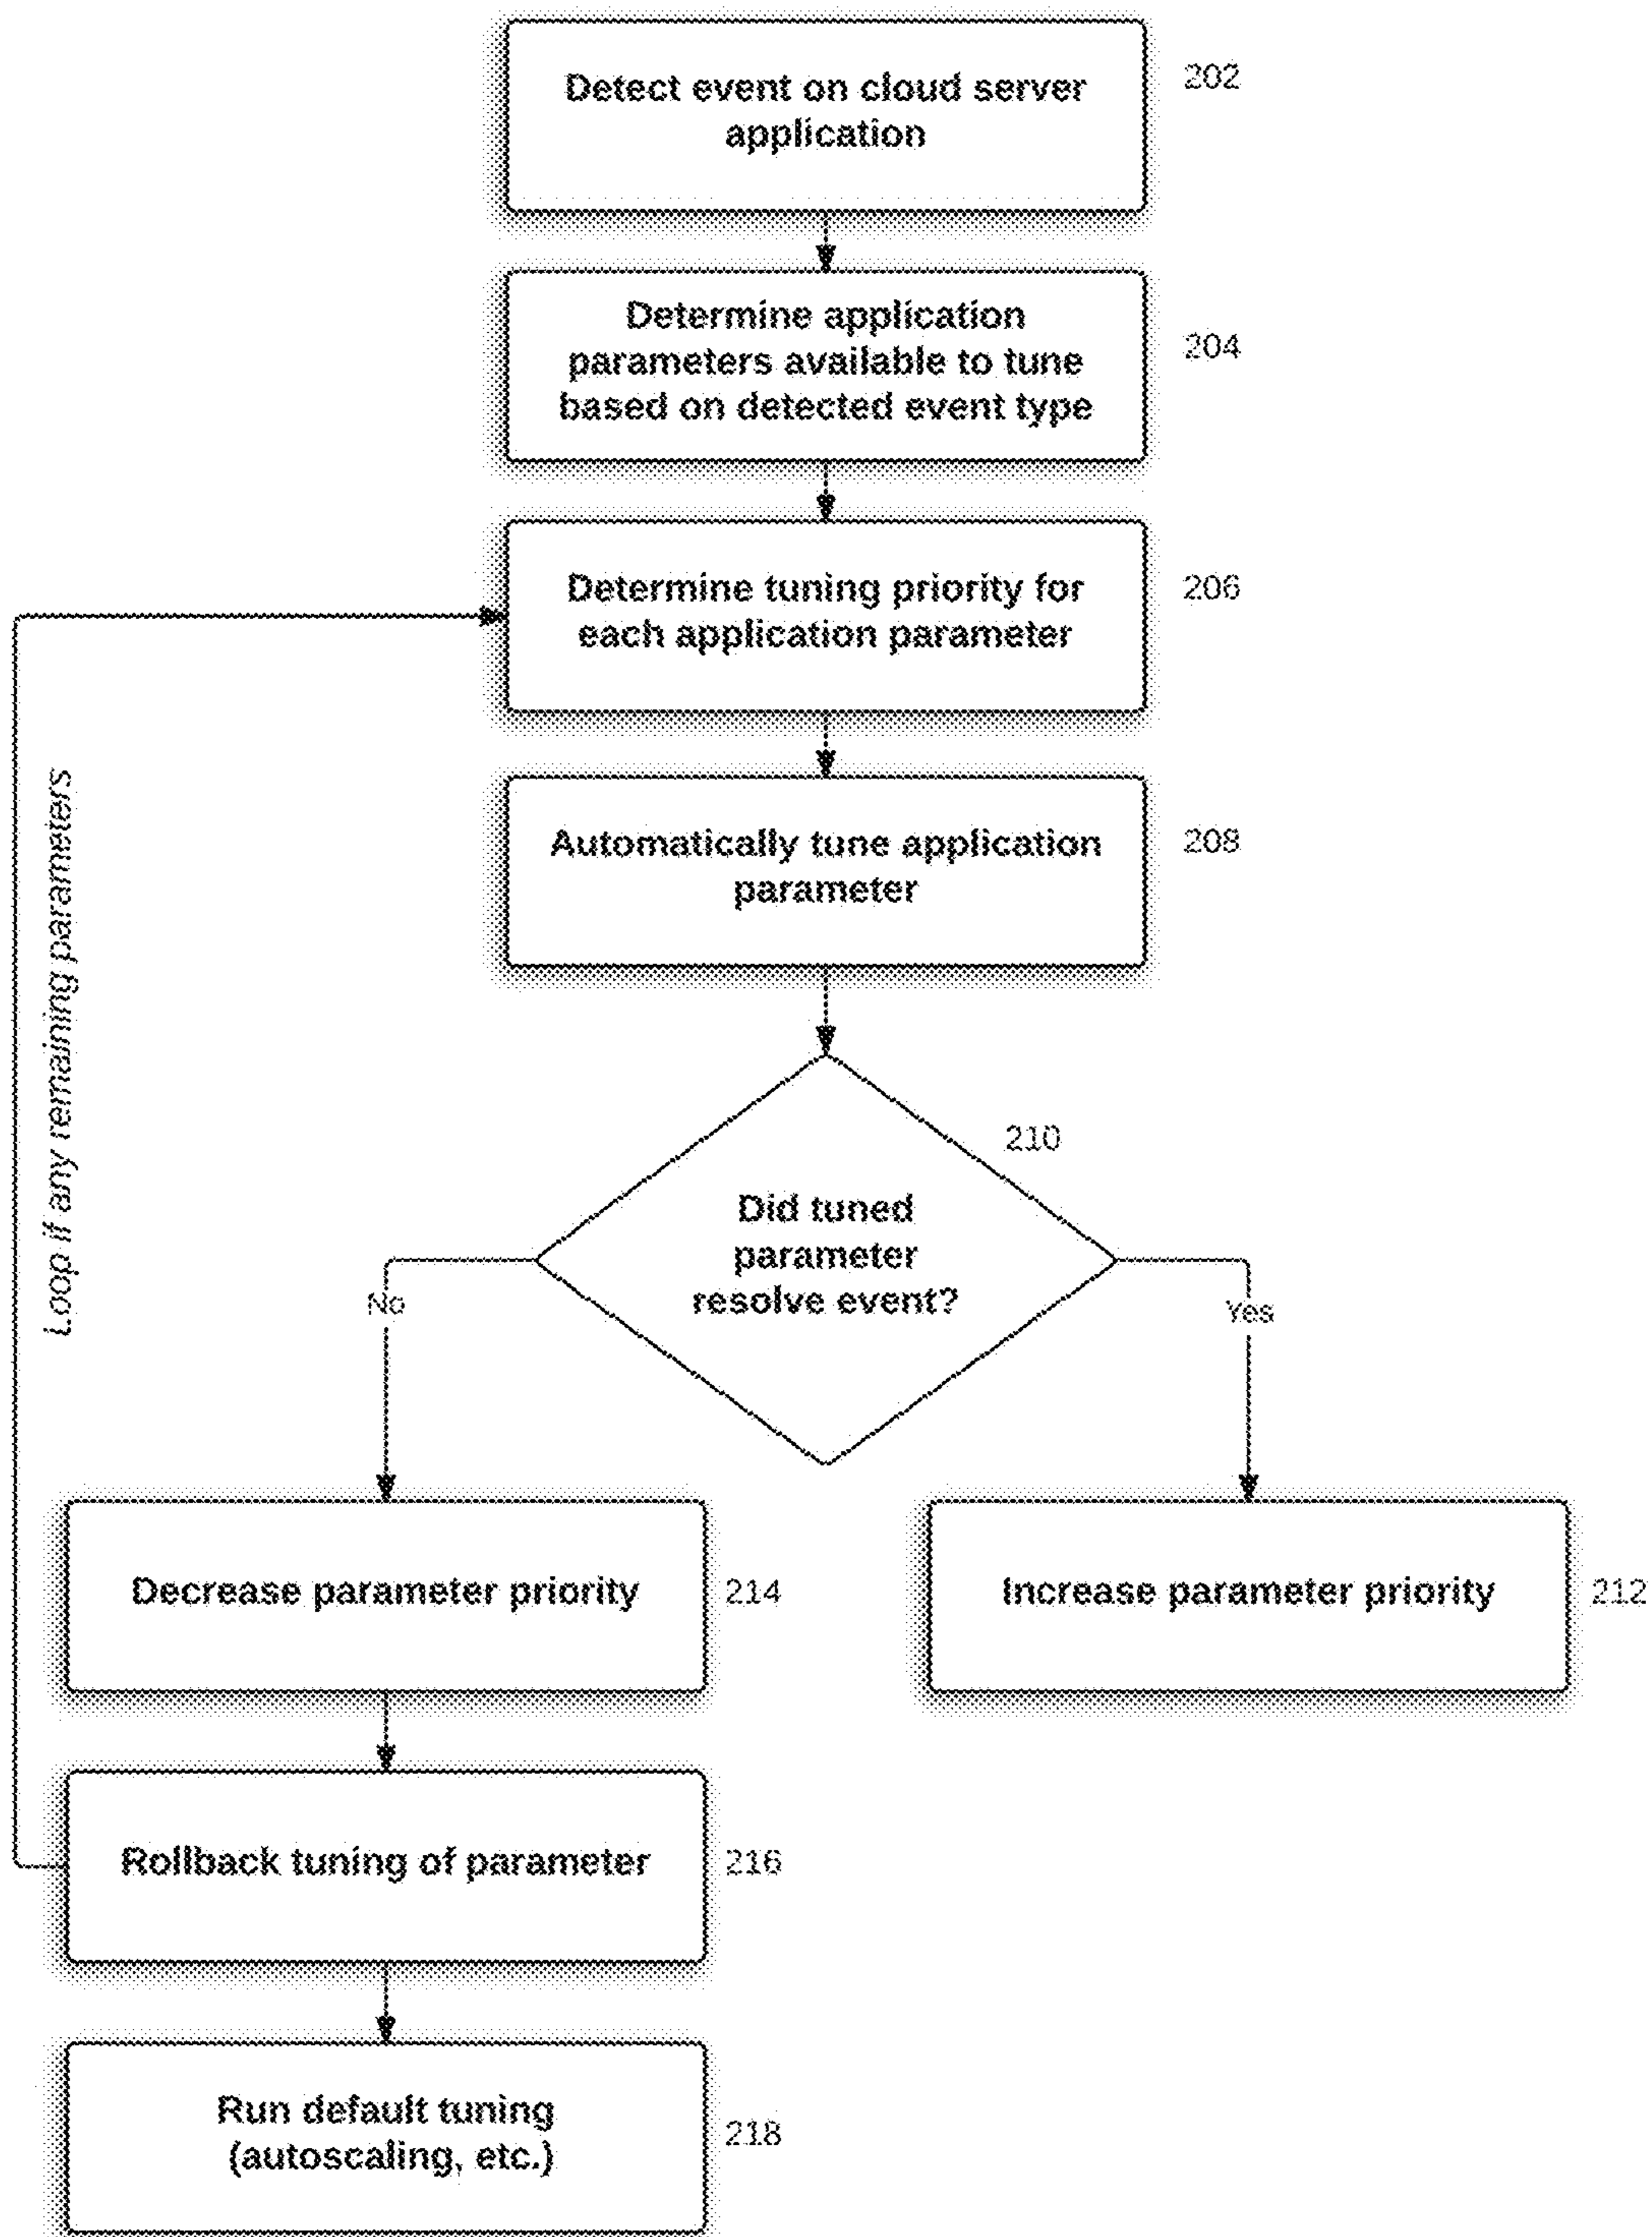 Detect event on cloud server
application
202
Determine application
parameters available to tune
based on detected event type
204
Determine tuning priority for
each application parameter
206
Automatically tune application
parameter
208
Loop if any remaining parameters
210
Did tuned
parameter
resolve event?
No
Yes
Decrease parameter priority
214
Increase parameter priority
212
Rollback tuning of parameter
216
Run default tuning
(autoscaling, etc.)
218